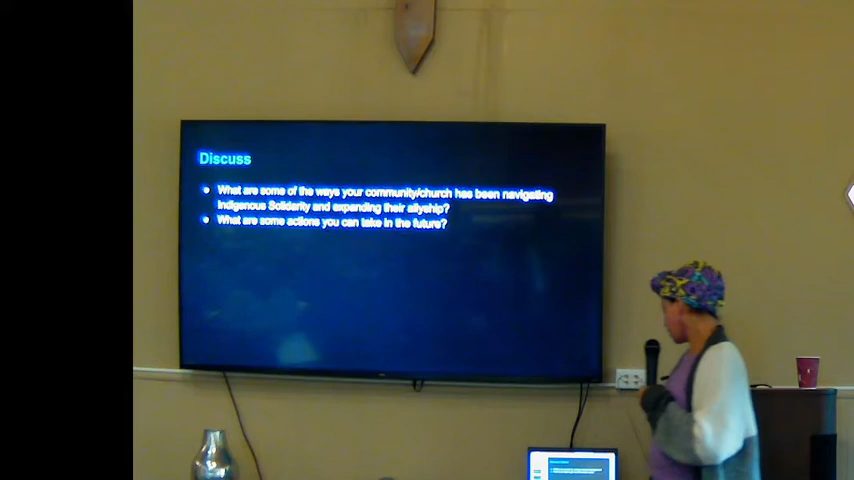 Discuss
● What are some of the ways your community/church has been navigating
Indigenous Solidarity and expanding their allyship?
● What are some actions you can take in the future?